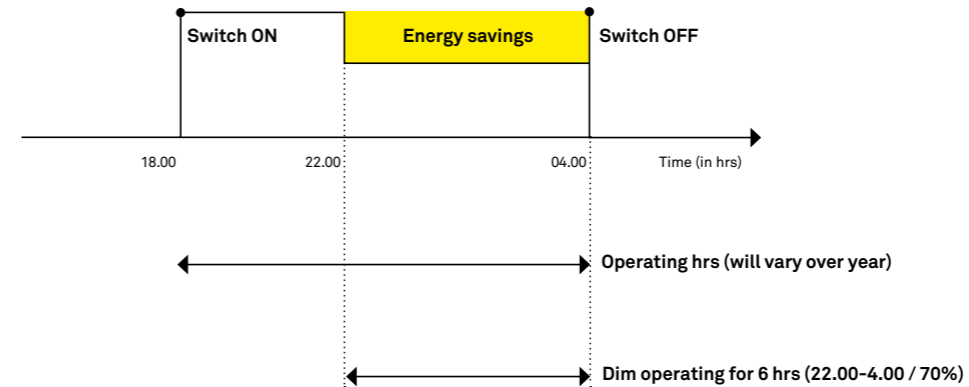 Switch ON
Energy savings
Switch OFF
18.00
22.00
04.00
Time (in hrs)
Operating hrs (will vary over year)
Dim operating for 6 hrs (22.00-4.00 / 70%)